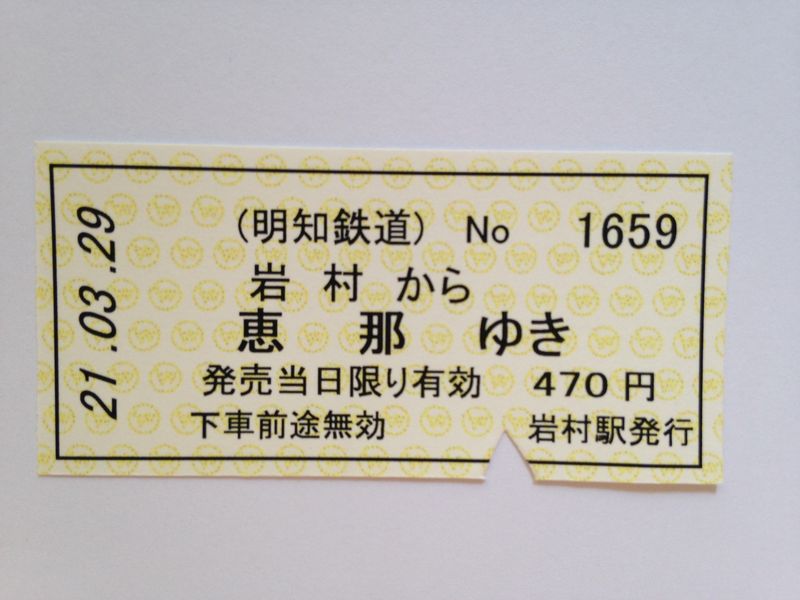 21.03.29
(明知鉄道) No 1659
岩村から
恵那ゆき
発売当日限り有効 470円
下車前途無効 岩村駅発行